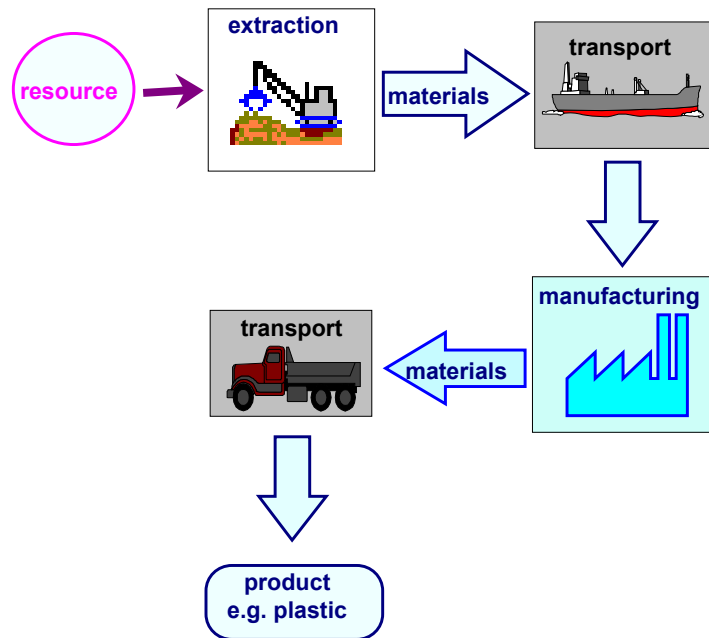 resource
extraction
materials
transport
manufacturing
materials
transport
product
e.g. plastic